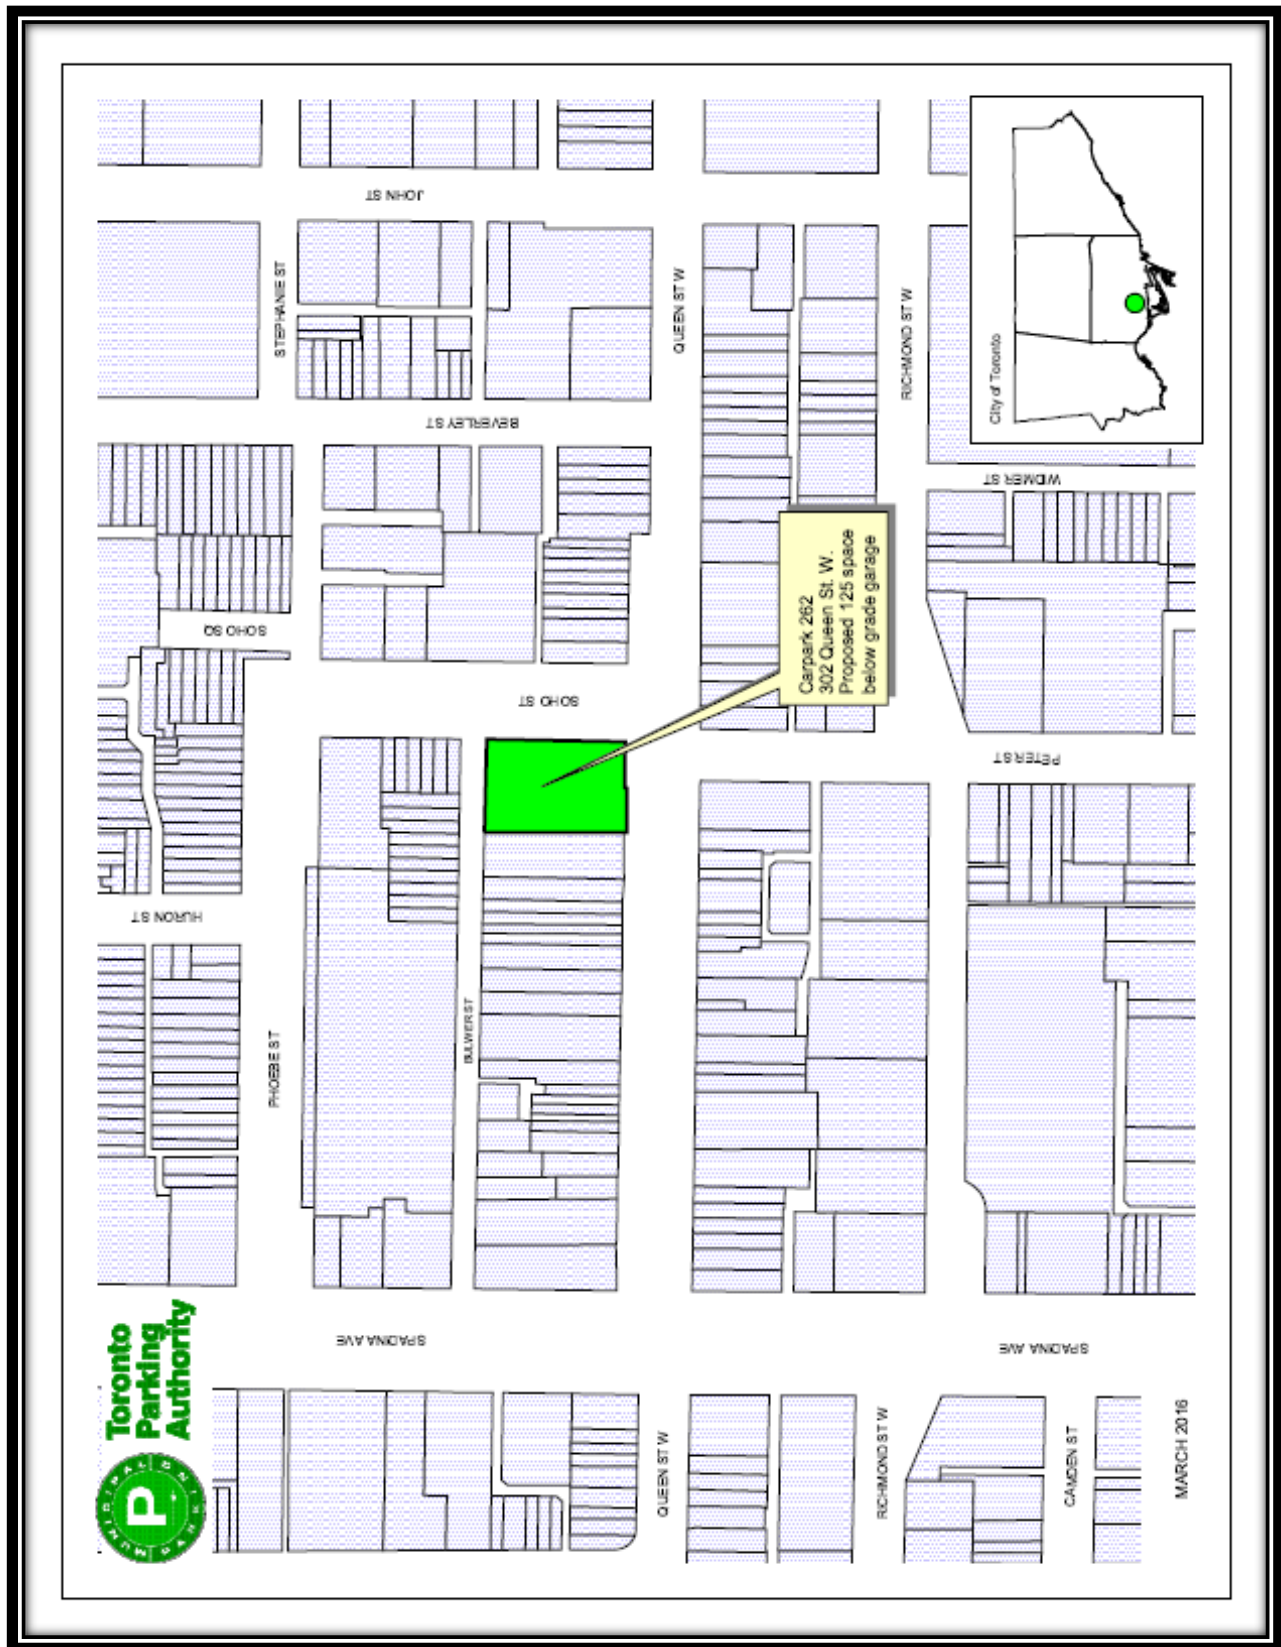 MUNICIPAL PARKING
P
Toronto
Parking
Authority
HURON ST
SOHO SQ
PHOEBE ST
STEPHANIE ST
SPADINA AVE
JOHN ST
BULWER ST
BEVERLEY ST
SOHO ST
QUEEN ST W
QUEEN ST W
Carpark 262
302 Queen St. W.
Proposed 125 space
below grade garage
RICHMOND ST W
RICHMOND ST W
City of Toronto
SPADINA AVE
PETER ST
WIDMER ST
CAMDEN ST
MARCH 2016